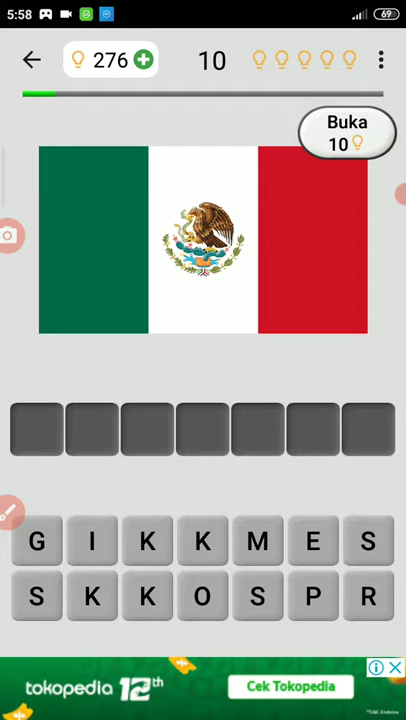 5:58 69
276 10
Buka
10
G I K K M E S
S K K O S P R
tokopedia 12th Cek Tokopedia